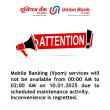 यूनियन बैंक Union Bank
ATTENTION
Mobile Banking (Vyom) services will
not be available from 00:00 AM to
02:00 AM on 10.01.2025 due to
scheduled maintenance activity.
Inconvenience is regretted.